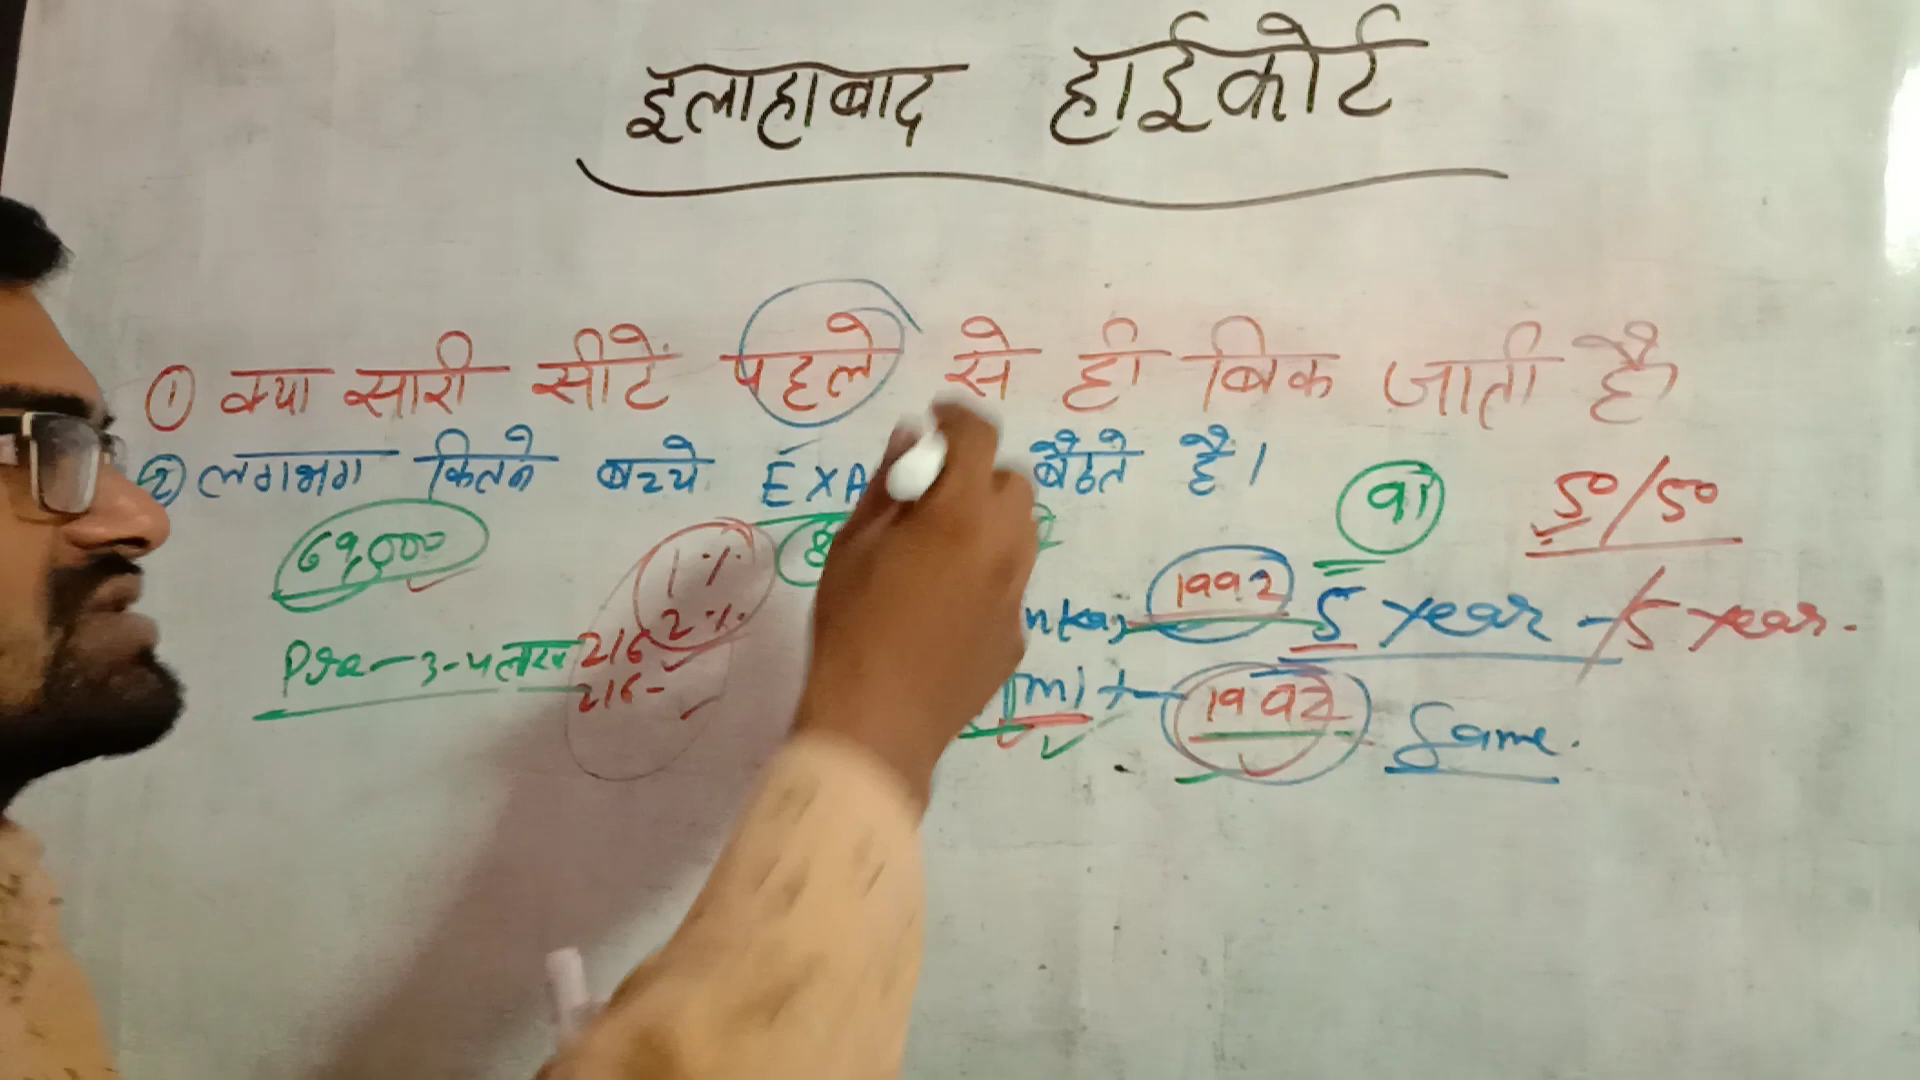 इलाहाबाद हाईकोर्ट
① क्या सारी सीटें पहले से ही बिक जाती है
② लगभग कितने बच्चे EXA बैठते है।
69,000 1% 91 50/50
2% 1992 5 year - 5 year.
Pre - 3-4 लाख 216
216- 1992 Same.